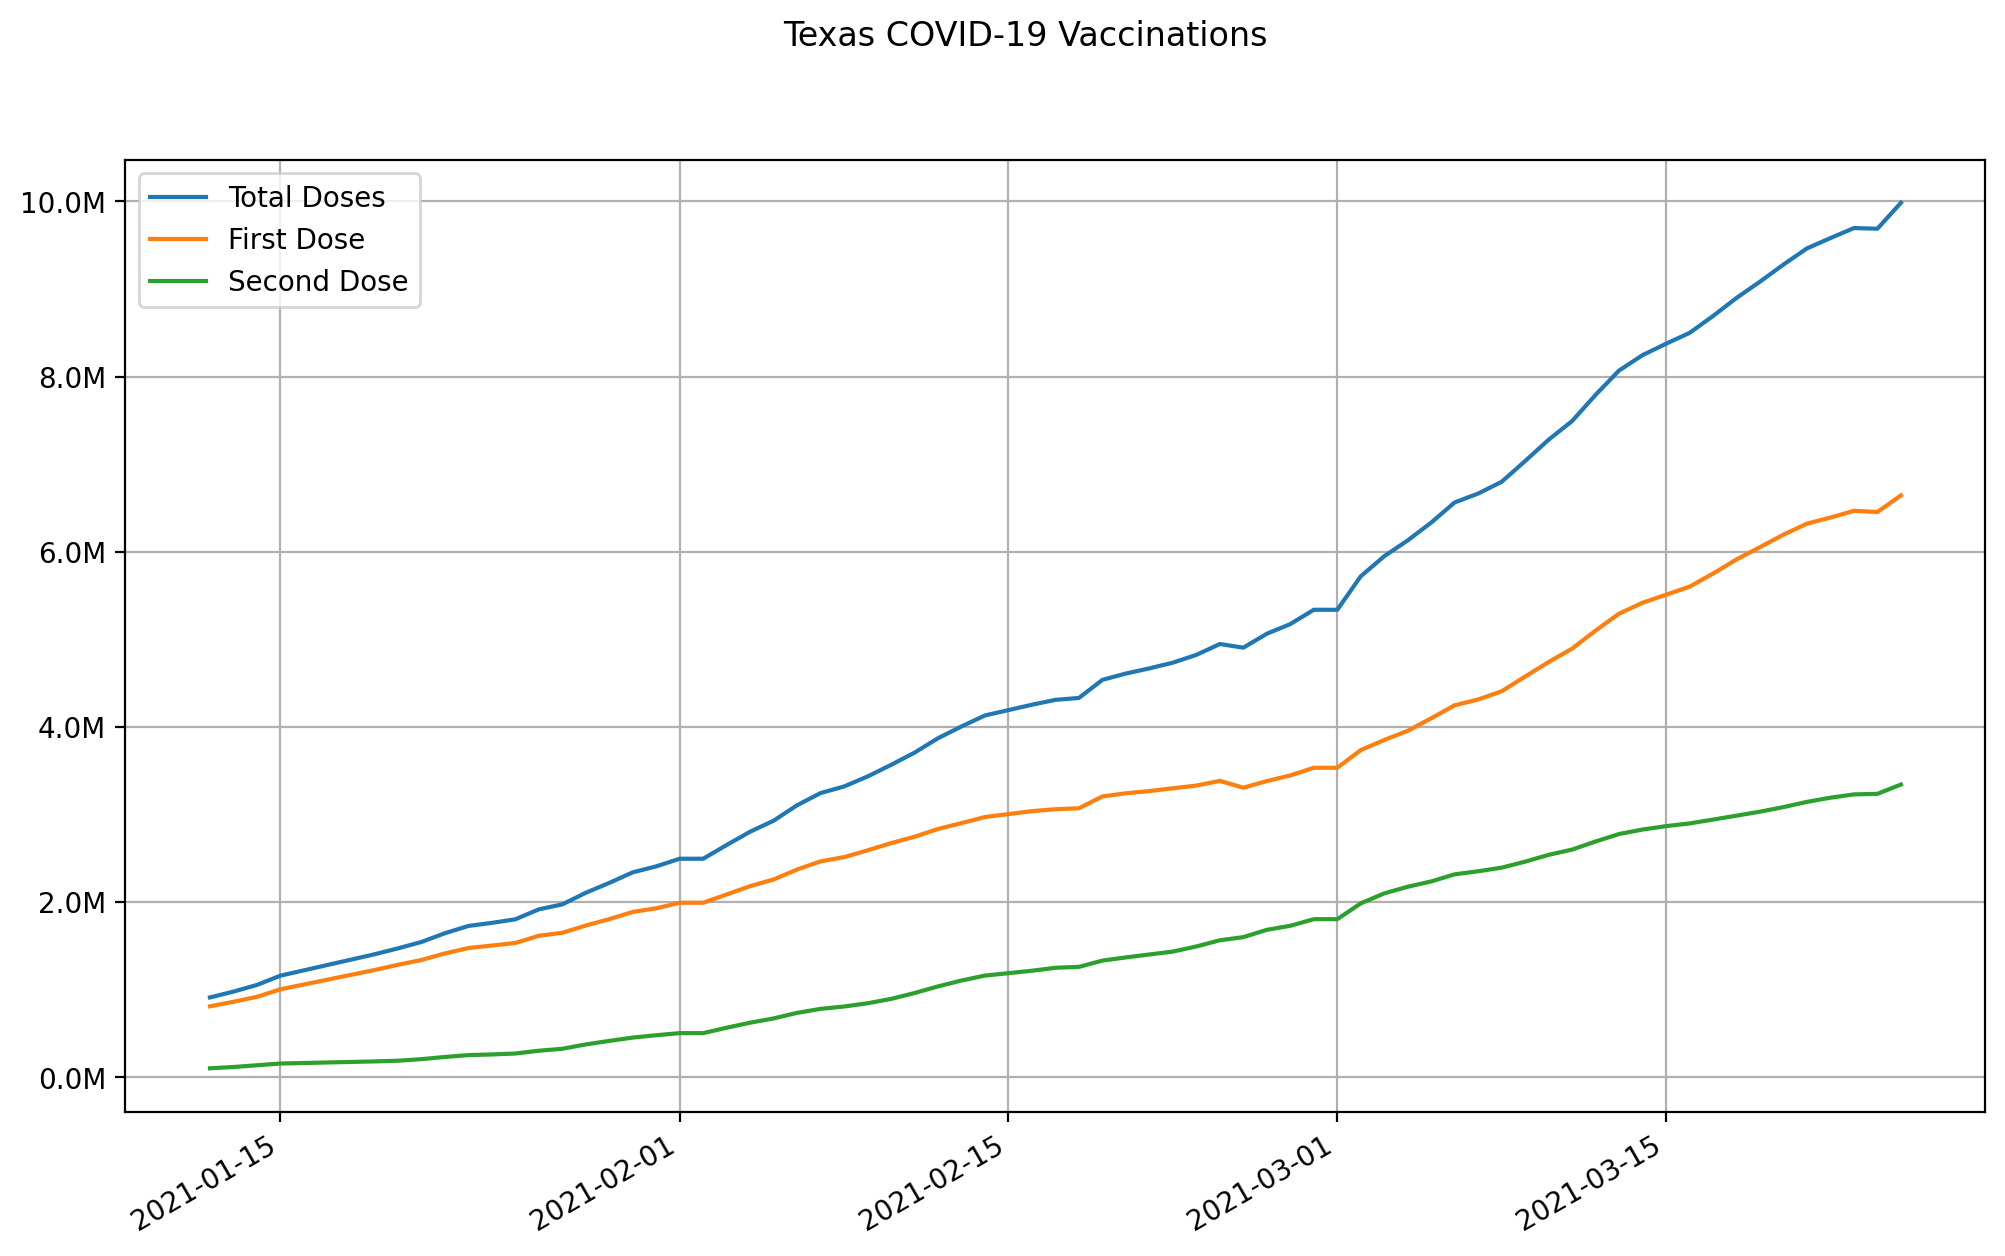 Texas COVID-19 Vaccinations
10.0M
8.0M
6.0M
4.0M
2.0M
0.0M
Total Doses
First Dose
Second Dose
2021-01-15
2021-02-01
2021-02-15
2021-03-01
2021-03-15